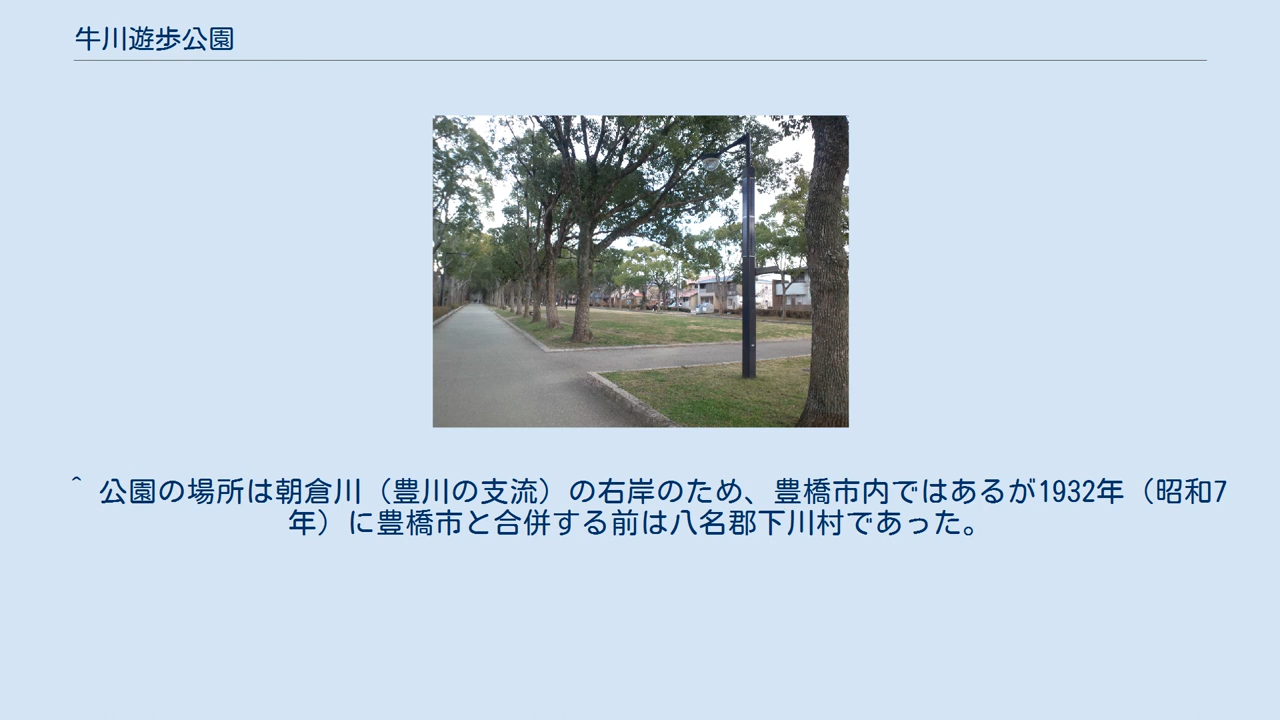 牛川遊歩公園
^ 公園の場所は朝倉川（豊川の支流）の右岸のため、豊橋市内ではあるが1932年（昭和7
年）に豊橋市と合併する前は八名郡下川村であった。